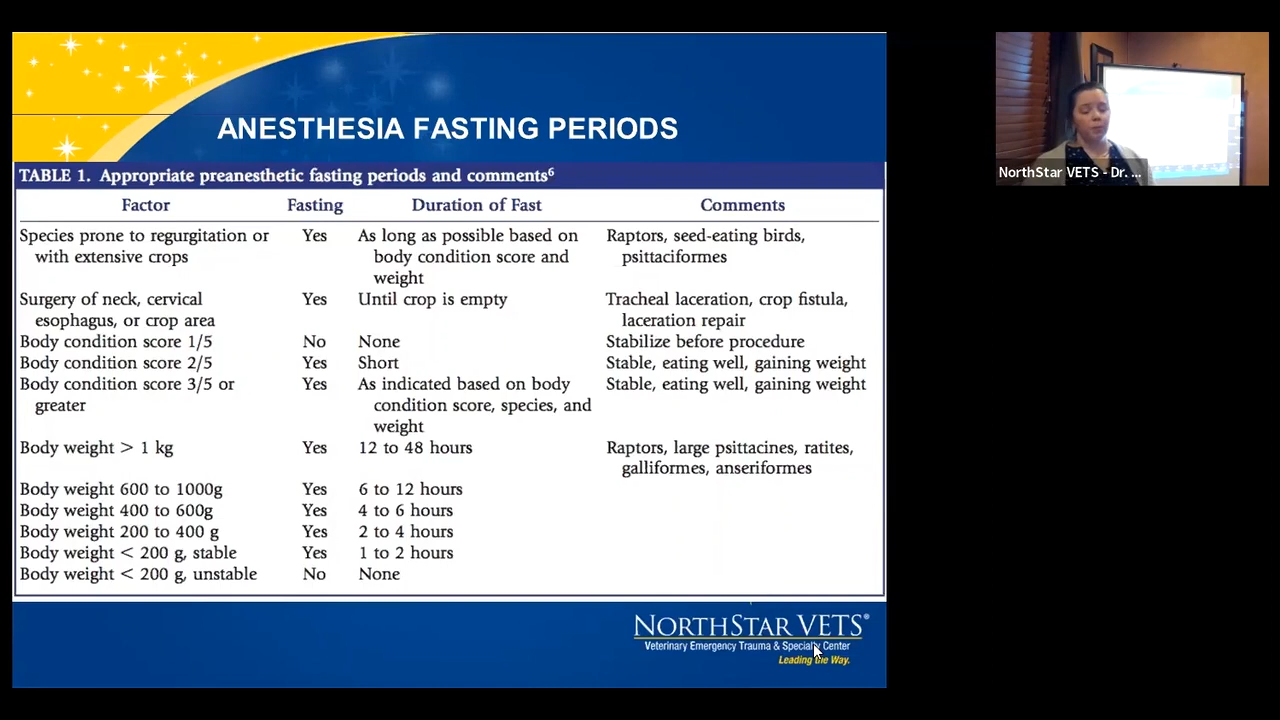 ANESTHESIA FASTING PERIODS
TABLE 1. Appropriate preanesthetic fasting periods and comments6
Factor Fasting Duration of Fast Comments
Species prone to regurgitation or Yes As long as possible based on Raptors, seed-eating birds,
with extensive crops body condition score and psittaciformes
weight
Surgery of neck, cervical Yes Until crop is empty Tracheal laceration, crop fistula,
esophagus, or crop area laceration repair
Body condition score 1/5 No None Stabilize before procedure
Body condition score 2/5 Yes Short Stable, eating well, gaining weight
Body condition score 3/5 or Yes As indicated based on body Stable, eating well, gaining weight
greater condition score, species, and
weight
Body weight > 1 kg Yes 12 to 48 hours Raptors, large psittacines, ratites,
galliformes, anseriformes
Body weight 600 to 1000g Yes 6 to 12 hours
Body weight 400 to 600g Yes 4 to 6 hours
Body weight 200 to 400 g Yes 2 to 4 hours
Body weight < 200 g, stable Yes 1 to 2 hours
Body weight < 200 g, unstable No None
NORTHSTAR VETS®
Veterinary Emergency Trauma & Specialty Center
Leading the Way.
NorthStar VETS - Dr. ...